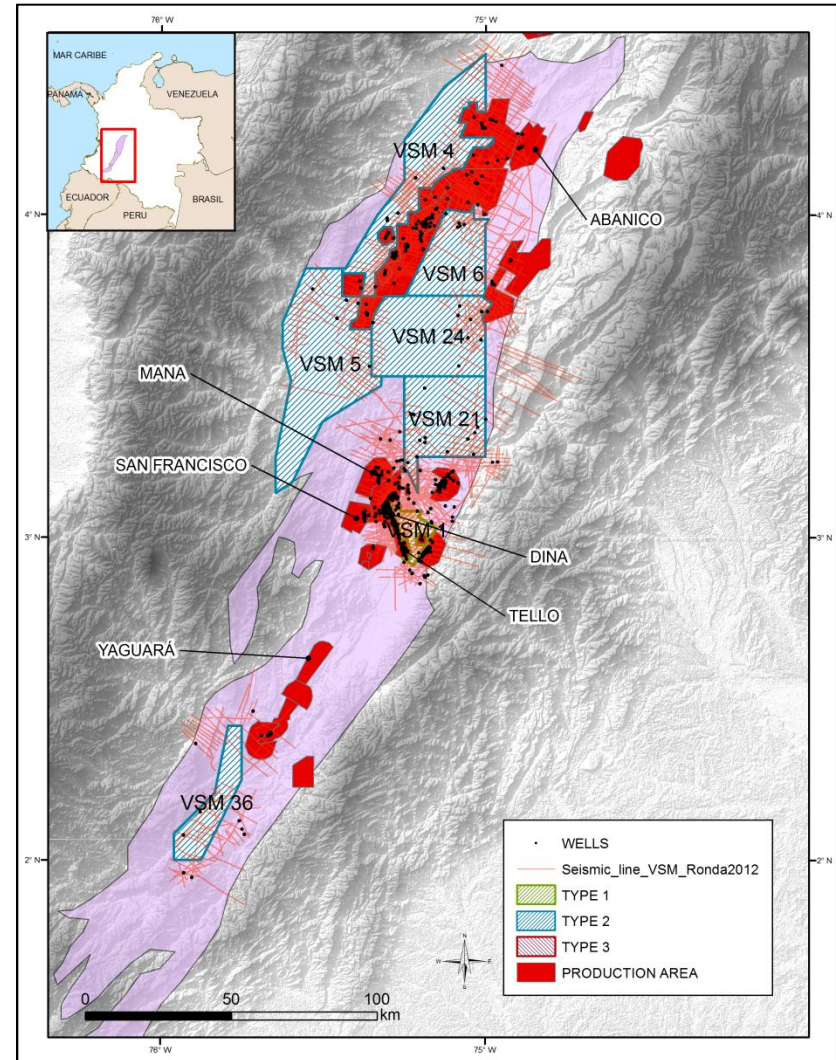 76° W
75° W
MAR CARIBE
PANAMA
VENEZUELA
ECUADOR
PERU
BRASIL
4° N
4° N
3° N
3° N
2° N
2° N
VSM 4
ABANICO
VSM 6
VSM 24
VSM 5
MANA
VSM 21
SAN FRANCISCO
VSM 1
DINA
TELLO
YAGUARÁ
VSM 36
WELLS
Seismic_line_VSM_Ronda2012
TYPE 1
TYPE 2
TYPE 3
PRODUCTION AREA
N
W
E
S
0
50
100
km
76° W
75° W